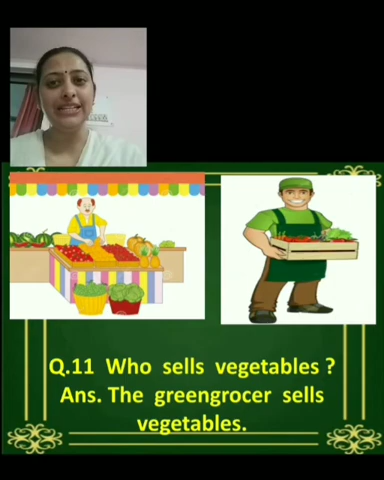 Q.11 Who sells vegetables ?
Ans. The greengrocer sells
vegetables.